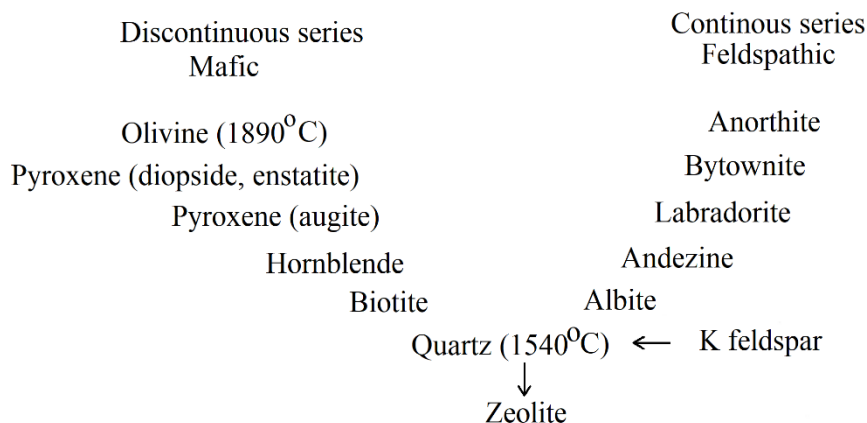 Discontinuous series
Mafic
Continous series
Feldspathic
Olivine (1890°C)
Anorthite
Pyroxene (diopside, enstatite)
Bytownite
Pyroxene (augite)
Labradorite
Hornblende
Andezine
Biotite
Albite
Quartz (1540°C) ← K feldspar
↓
Zeolite